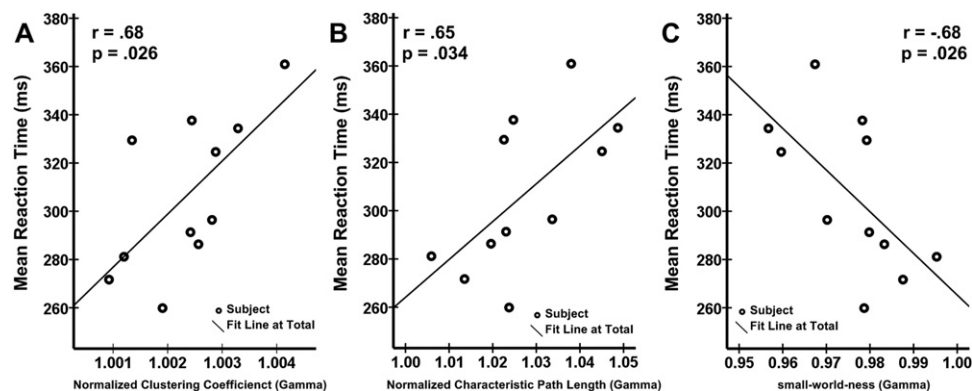 A
r = .68
p = .026
Mean Reaction Time (ms)
380
360
340
320
300
280
260
Subject
Fit Line at Total
1.001 1.002 1.003 1.004
Normalized Clustering Coefficienct (Gamma)
B
r = .65
p = .034
Mean Reaction Time (ms)
380
360
340
320
300
280
260
Subject
Fit Line at Total
1.00 1.01 1.02 1.03 1.04 1.05
Normalized Characteristic Path Length (Gamma)
C
r = -.68
p = .026
Mean Reaction Time (ms)
380
360
340
320
300
280
260
Subject
Fit Line at Total
0.95 0.96 0.97 0.98 0.99 1.00
small-world-ness (Gamma)